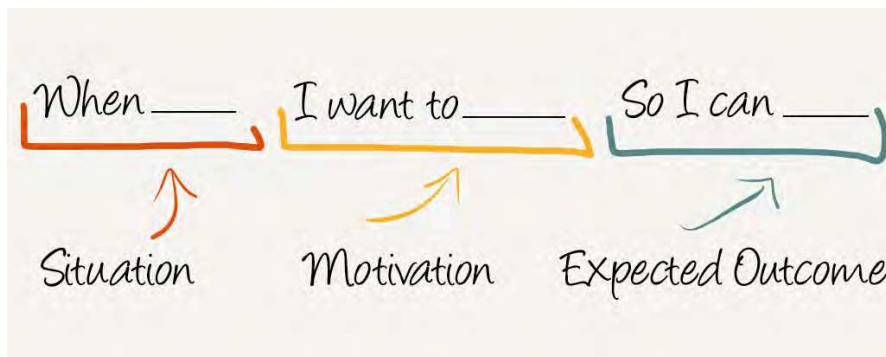 When ____ I want to ____ So I can ____
Situation Motivation Expected Outcome